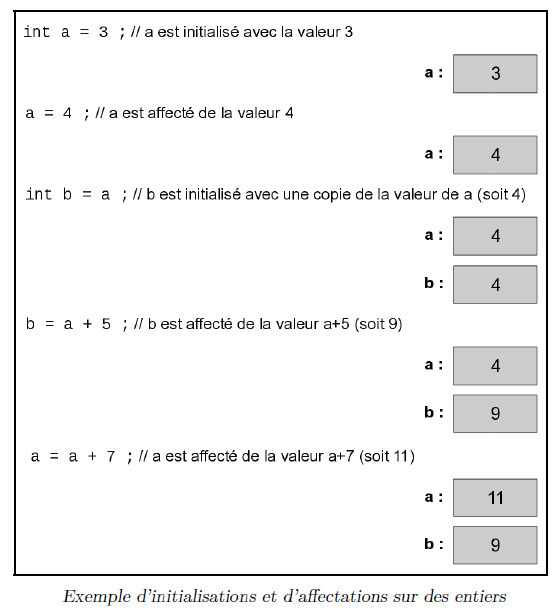 int a = 3 ; // a est initialisé avec la valeur 3
a : 3
a = 4 ; // a est affecté de la valeur 4
a : 4
int b = a ; // b est initialisé avec une copie de la valeur de a (soit 4)
a : 4
b : 4
b = a + 5 ; // b est affecté de la valeur a+5 (soit 9)
a : 4
b : 9
a = a + 7 ; // a est affecté de la valeur a+7 (soit 11)
a : 11
b : 9
Exemple d'initialisations et d'affectations sur des entiers